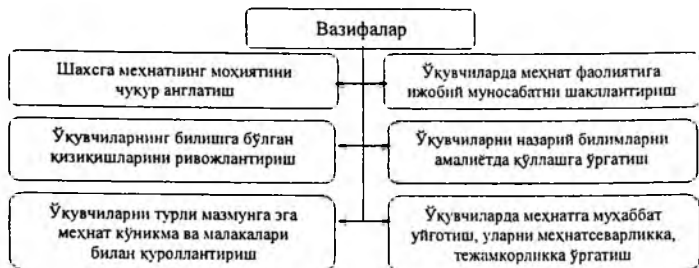 Вазифалар
Шахсга меҳнатнинг моҳиятини
чуқур англатиш
Ўқувчиларда меҳнат фаолиятига
ижобий муносабатни шакллантириш
Ўқувчиларнинг билишга бўлган
қизиқишларини ривожлантириш
Ўқувчиларни назарий билимларни
амалиётда қўллашга ўргатиш
Ўқувчиларни турли мазмунга эга
меҳнат кўникма ва малакалари
билан қуроллантириш
Ўқувчиларда меҳнатга муҳаббат
уйғотиш, уларни меҳнатсеварликка,
тежамкорликка ўргатиш